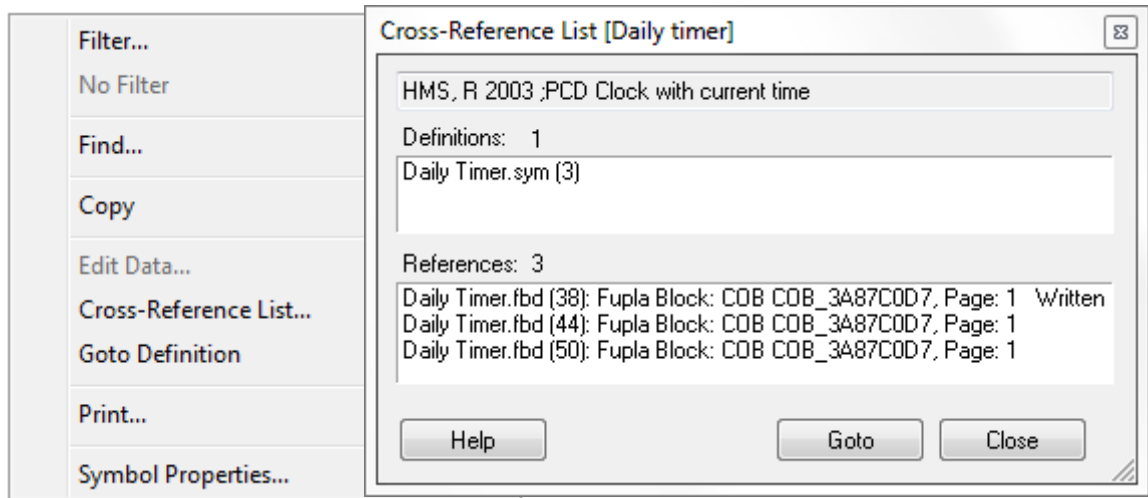 Filter...
No Filter
Find...
Copy
Edit Data...
Cross-Reference List...
Goto Definition
Print...
Symbol Properties...
Cross-Reference List [Daily timer]
HMS, R 2003 ;PCD Clock with current time
Definitions: 1
Daily Timer.sym (3)
References: 3
Daily Timer.fbd (38): Fupla Block: COB COB_3A87C0D7, Page: 1 Written
Daily Timer.fbd (44): Fupla Block: COB COB_3A87C0D7, Page: 1
Daily Timer.fbd (50): Fupla Block: COB COB_3A87C0D7, Page: 1
Help Goto Close